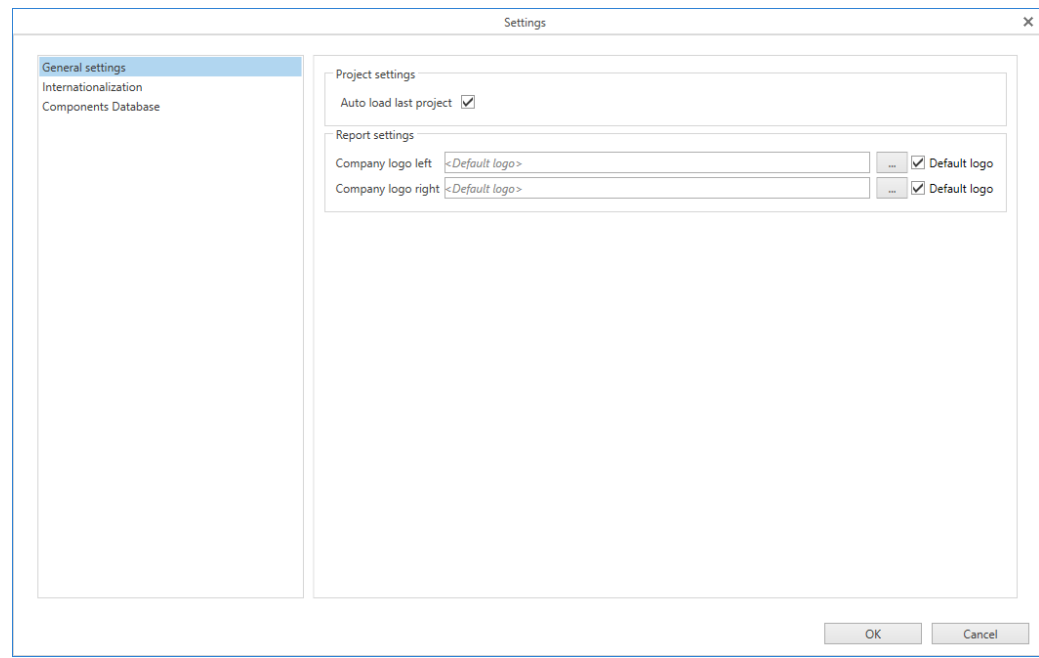 Settings
General settings
Internationalization
Components Database
Project settings
Auto load last project
Report settings
Company logo left <Default logo> ... Default logo
Company logo right <Default logo> ... Default logo
OK Cancel